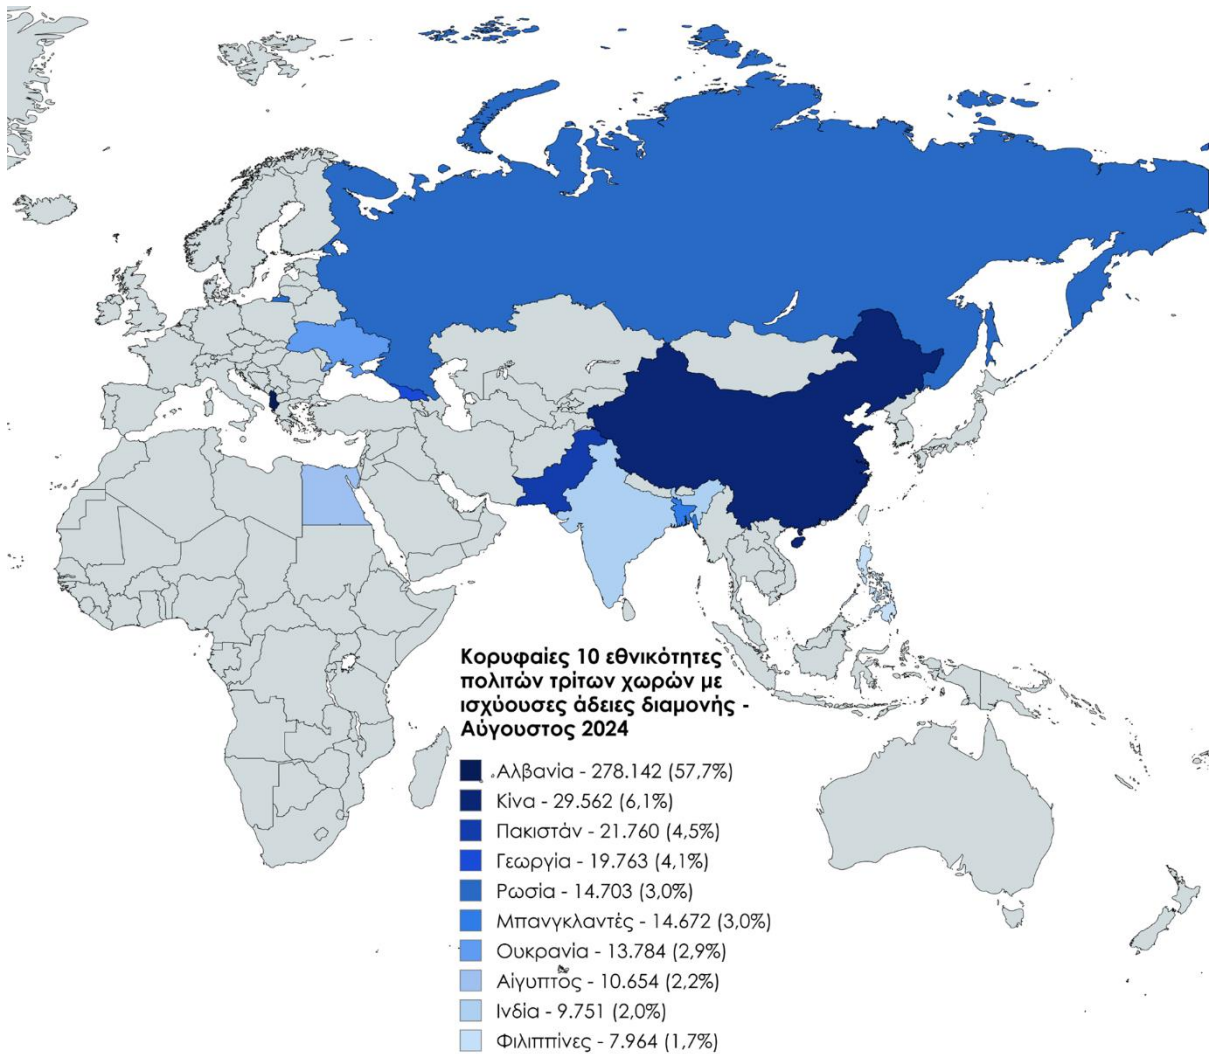 Κορυφαίες 10 εθνικότητες
πολιτών τρίτων χωρών με
ισχύουσες άδειες διαμονής -
Αύγουστος 2024
Αλβανία - 278.142 (57,7%)
Κίνα - 29.562 (6,1%)
Πακιστάν - 21.760 (4,5%)
Γεωργία - 19.763 (4,1%)
Ρωσία - 14.703 (3,0%)
Μπανγκλαντές - 14.672 (3,0%)
Ουκρανία - 13.784 (2,9%)
Αίγυπτος - 10.654 (2,2%)
Ινδία - 9.751 (2,0%)
Φιλιππίνες - 7.964 (1,7%)